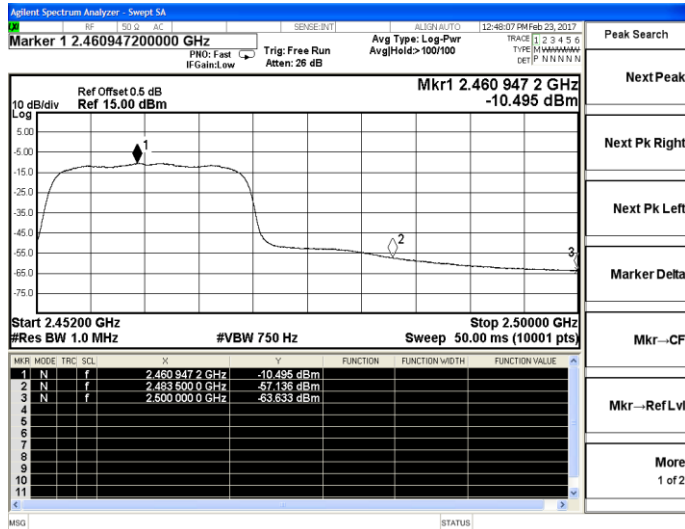 Agilent Spectrum Analyzer - Swept SA
RF 50 Ω AC SENSE:INT ALIGN AUTO 12:48:07 PM Feb 23, 2017
Marker 1 2.460947200000 GHz
PNO: Fast
IFGain:Low
Trig: Free Run
Atten: 26 dB
Avg Type: Log-Pwr
Avg|Hold:>100/100
TRACE 1 2 3 4 5 6
TYPE MWWWWW
DET P N N N N N
Peak Search
Next Peak
Next Pk Right
Next Pk Left
Marker Delta
Mkr→CF
Mkr→Ref Lvl
More
1 of 2
Ref Offset 0.5 dB
10 dB/div Ref 15.00 dBm
Log
Mkr1 2.460 947 2 GHz
-10.495 dBm
5.00
-5.00
-15.0
-25.0
-35.0
-45.0
-55.0
-65.0
-75.0
1
2
3
Start 2.45200 GHz Stop 2.50000 GHz
#Res BW 1.0 MHz #VBW 750 Hz Sweep 50.00 ms (10001 pts)
MKR MODE TRC SCL X Y FUNCTION FUNCTION WIDTH FUNCTION VALUE
1 N f 2.460 947 2 GHz -10.495 dBm
2 N f 2.483 500 0 GHz -57.136 dBm
3 N f 2.500 000 0 GHz -63.633 dBm
4
5
6
7
8
9
10
11
MSG STATUS